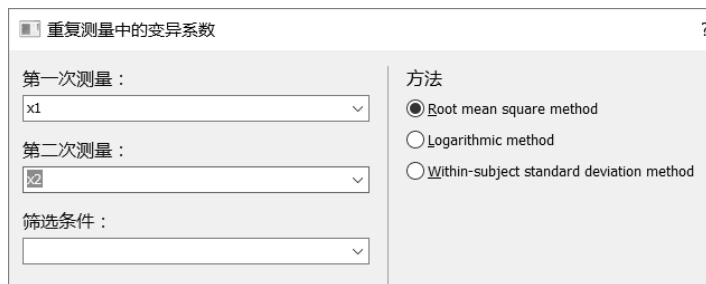 重复测量中的变异系数
?
第一次测量：
x1
第二次测量：
x2
筛选条件：
方法
Root mean square method
Logarithmic method
Within-subject standard deviation method